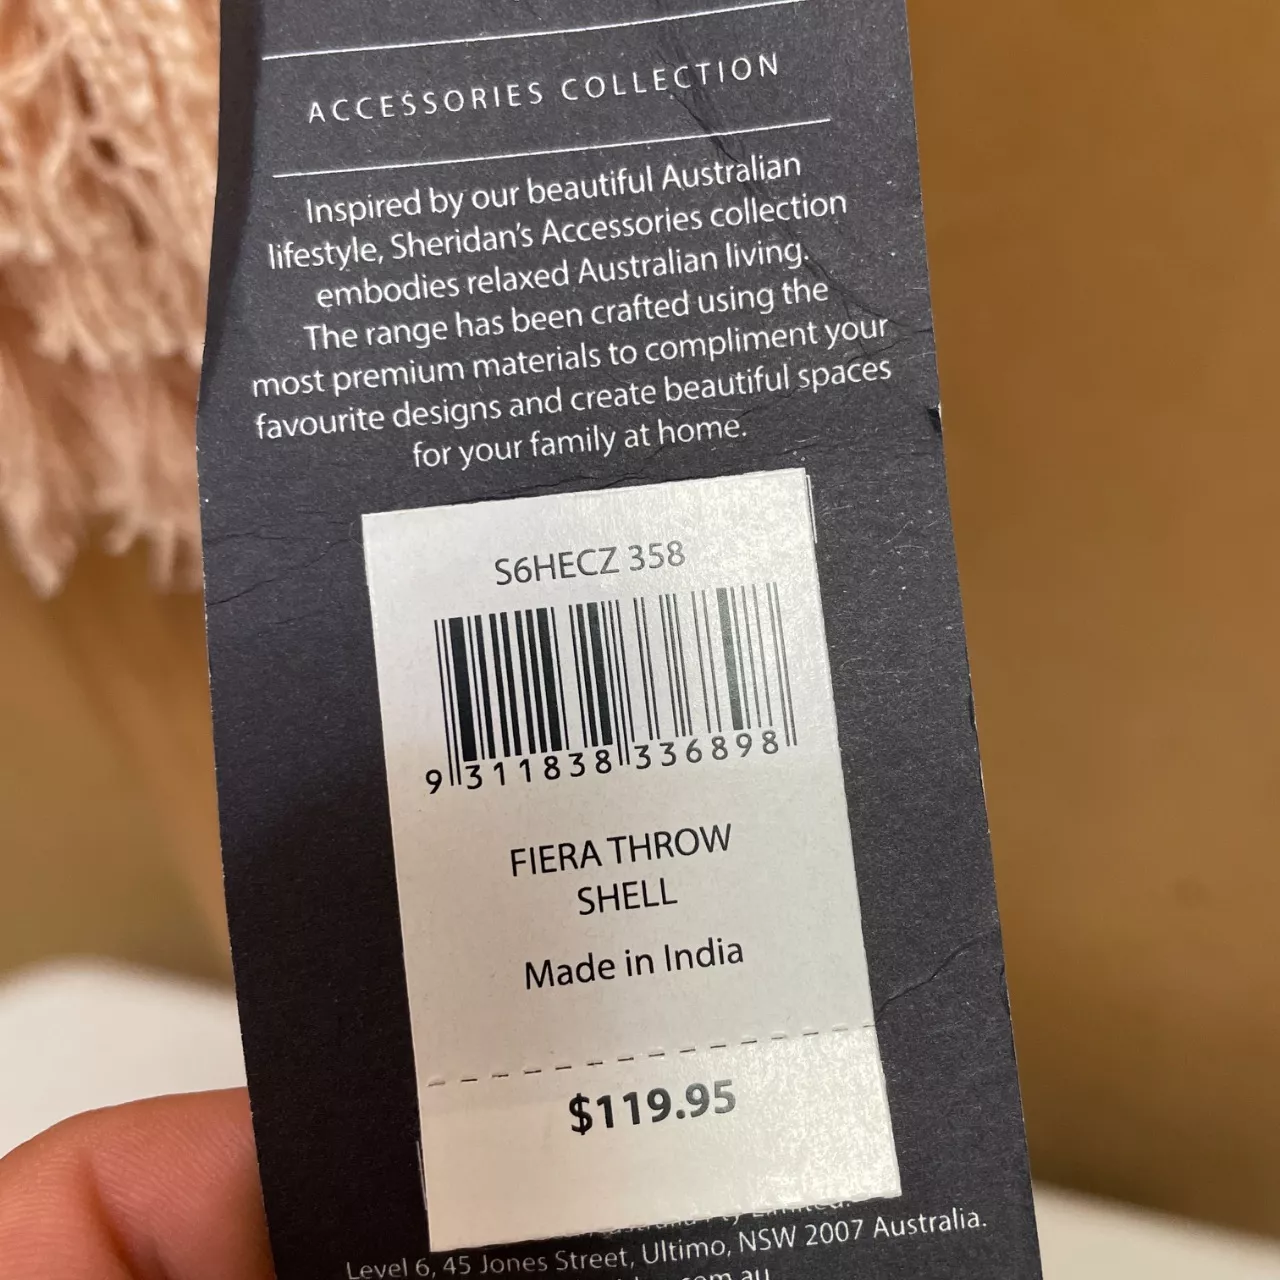 ACCESSORIES COLLECTION
Inspired by our beautiful Australian
lifestyle, Sheridan's Accessories collection
embodies relaxed Australian living.
The range has been crafted using the
most premium materials to compliment your
favourite designs and create beautiful spaces
for your family at home.
S6HECZ 358
9 311838 336898
FIERA THROW
SHELL
Made in India
$119.95
Limited.
Level 6, 45 Jones Street, Ultimo, NSW 2007 Australia.
.com.au